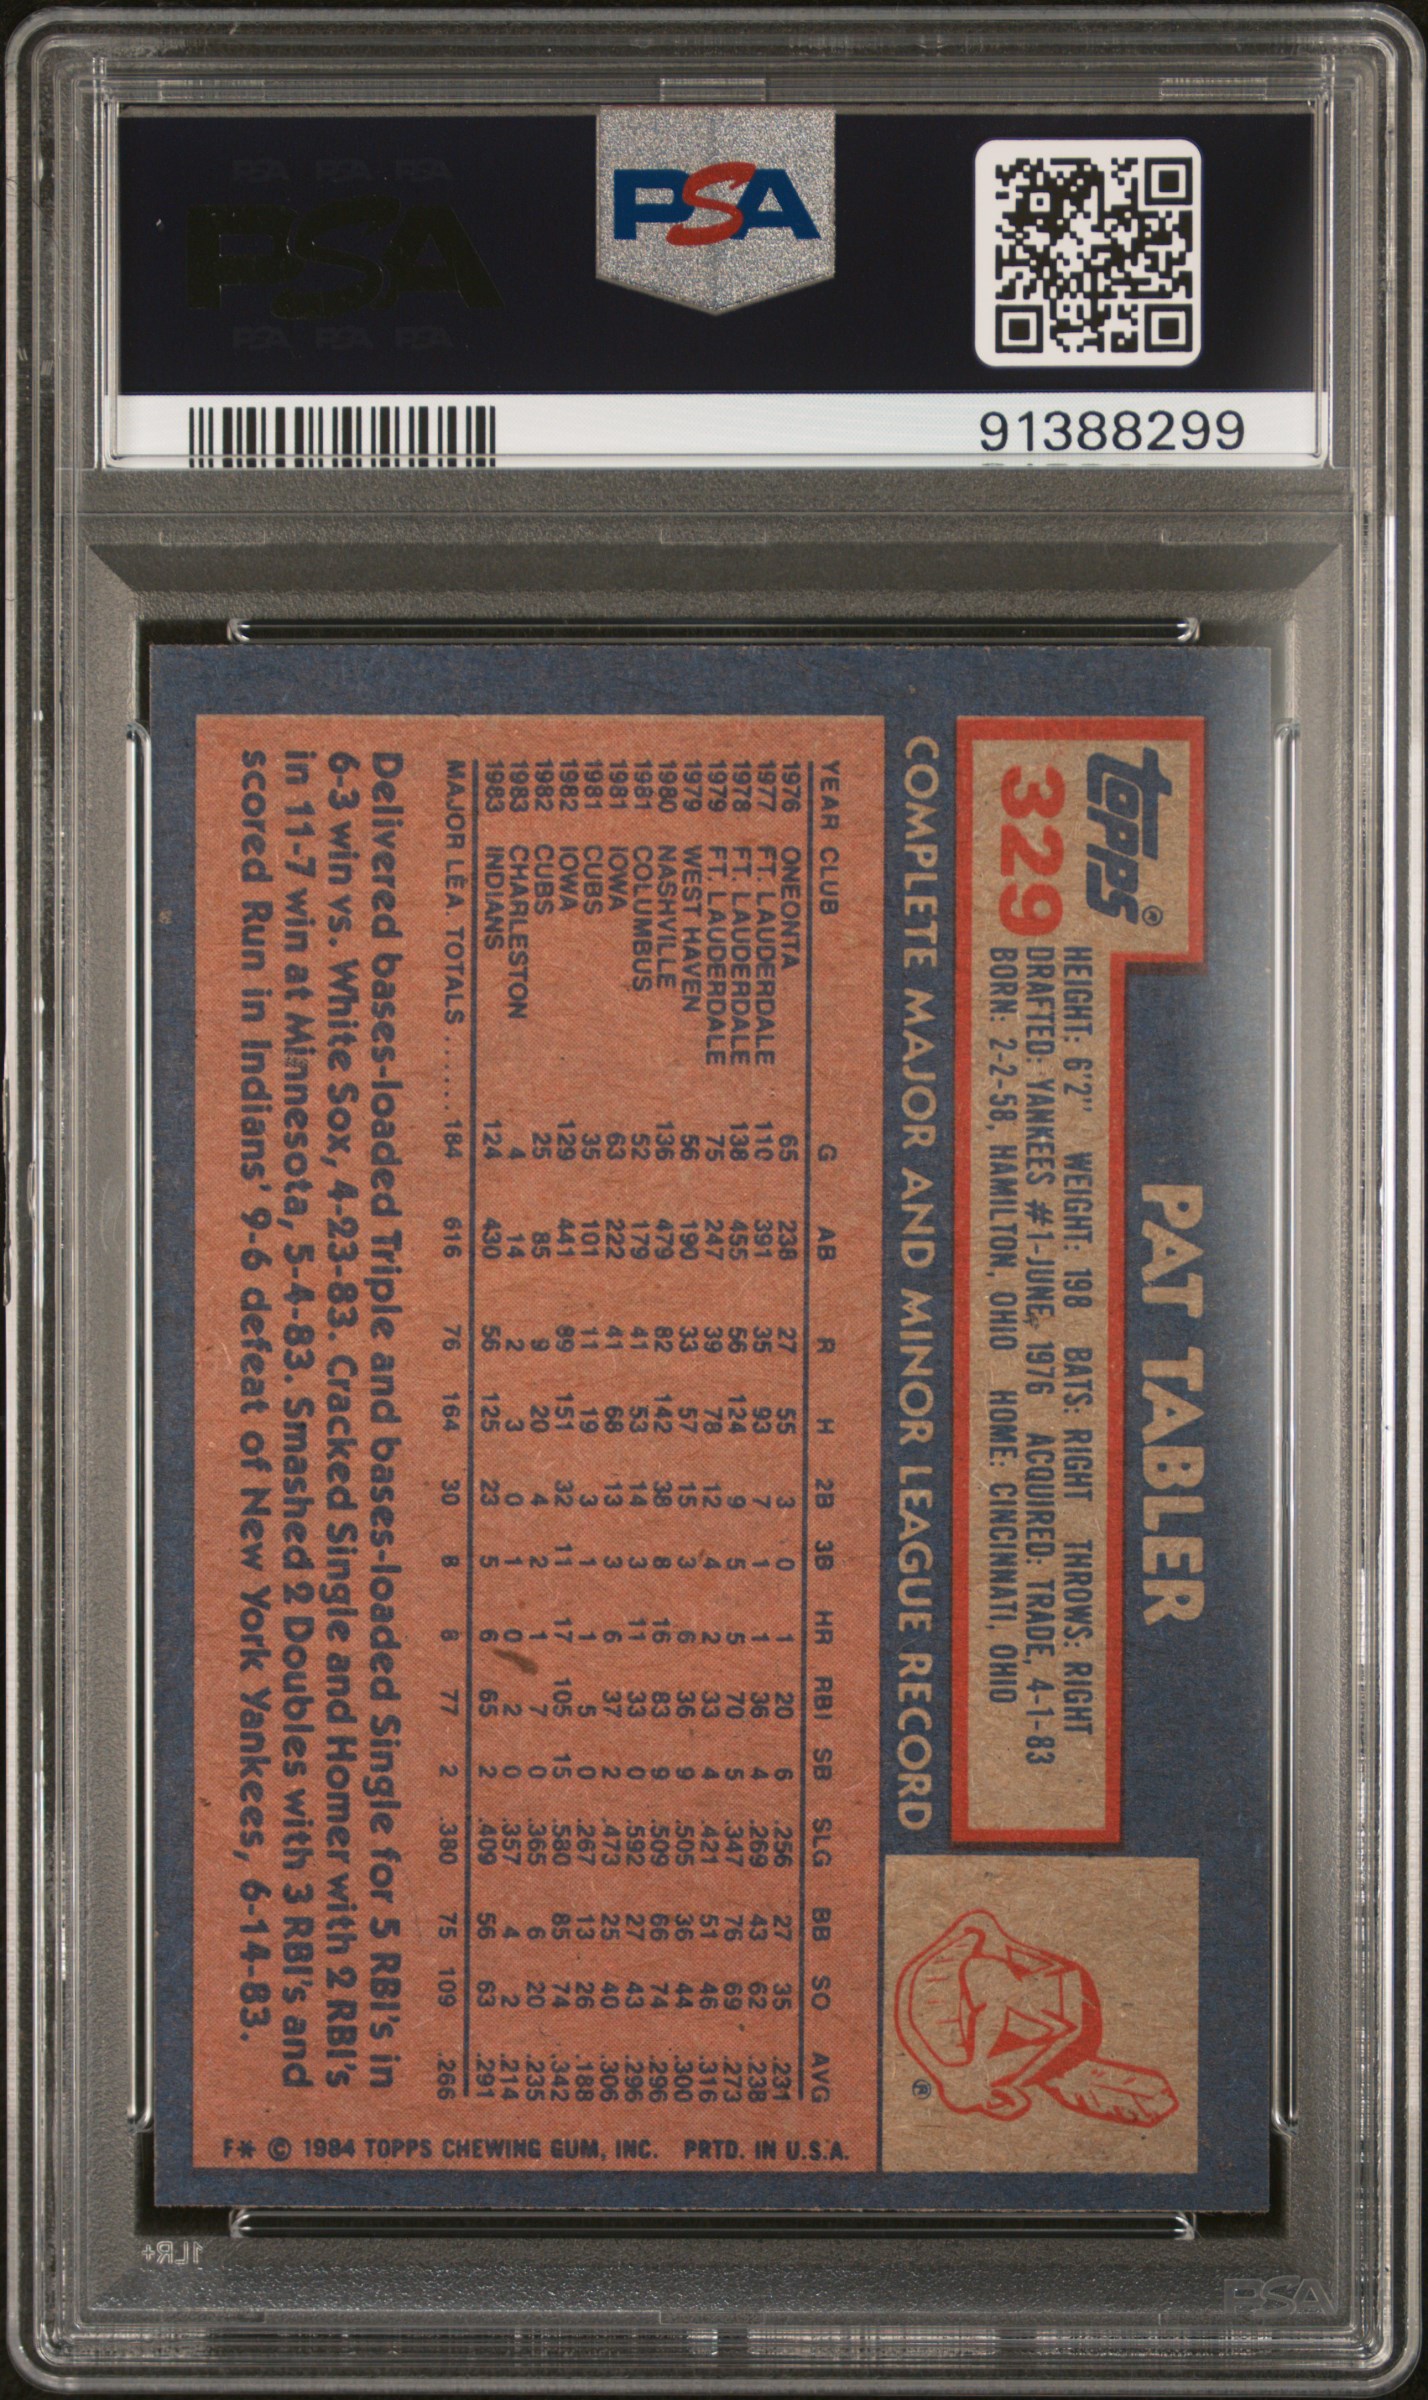 PSA PSA PSA
PSA
PSA PSA PSA
PSA
91388299
topps®
329
PAT TABLER
HEIGHT: 6'2" WEIGHT: 198 BATS: RIGHT THROWS: RIGHT
DRAFTED: YANKEES #1-JUNE, 1976 ACQUIRED: TRADE, 4-1-83
BORN: 2-2-58, HAMILTON, OHIO HOME: CINCINNATI, OHIO
COMPLETE MAJOR AND MINOR LEAGUE RECORD
YEAR CLUB G AB R H 2B 3B HR RBI SB SLG BB SO AVG
1976 ONEONTA 65 238 27 55 3 0 1 20 6 .256 27 35 .231
1977 FT. LAUDERDALE 110 391 35 93 7 1 1 36 4 .269 43 62 .238
1978 FT. LAUDERDALE 138 455 56 124 9 5 5 70 5 .347 76 69 .273
1979 FT. LAUDERDALE 75 247 39 78 12 4 2 33 4 .421 51 46 .316
1979 WEST HAVEN 56 190 33 57 15 3 6 36 9 .505 36 44 .300
1980 NASHVILLE 136 479 82 142 38 8 16 83 9 .509 66 74 .296
1981 COLUMBUS 52 179 41 53 14 3 11 33 0 .592 27 43 .296
1981 IOWA 63 222 41 68 13 3 6 37 2 .473 25 40 .306
1981 CUBS 35 101 11 19 3 1 1 5 0 .267 13 26 .188
1982 IOWA 129 441 89 151 32 11 17 105 15 .580 85 74 .342
1982 CUBS 25 85 9 20 4 2 1 7 0 .365 6 20 .235
1983 CHARLESTON 4 14 2 3 0 1 0 2 0 .357 4 2 .214
1983 INDIANS 124 430 56 125 23 5 6 65 2 .409 56 63 .291
MAJOR LEA. TOTALS ...... 184 616 76 164 30 8 8 77 2 .380 75 109 .266
Delivered bases-loaded Triple and bases-loaded Single for 5 RBI's in
6-3 win vs. White Sox, 4-23-83. Cracked Single and Homer with 2 RBI's
in 11-7 win at Minnesota, 5-4-83. Smashed 2 Doubles with 3 RBI's and
scored Run in Indians' 9-6 defeat of New York Yankees, 6-14-83.
®
F* © 1984 TOPPS CHEWING GUM, INC. PRTD. IN U.S.A.
1LR+
PSA